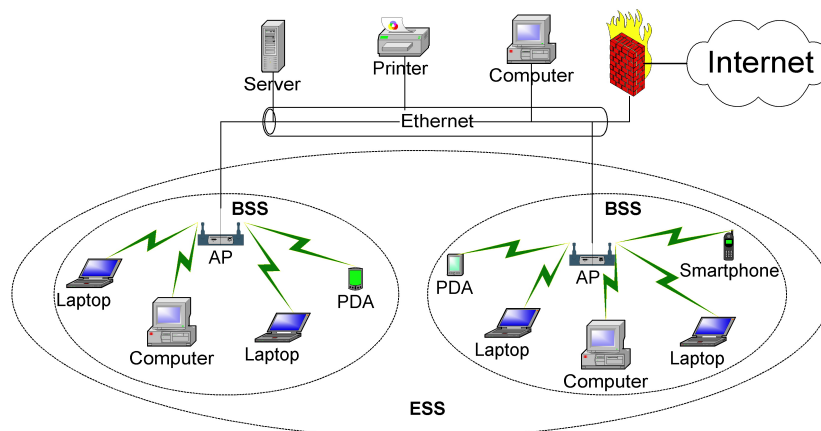 Server
Printer
Computer
Internet
Ethernet
BSS
AP
Laptop
Computer
Laptop
PDA
BSS
AP
PDA
Laptop
Computer
Laptop
Smartphone
ESS